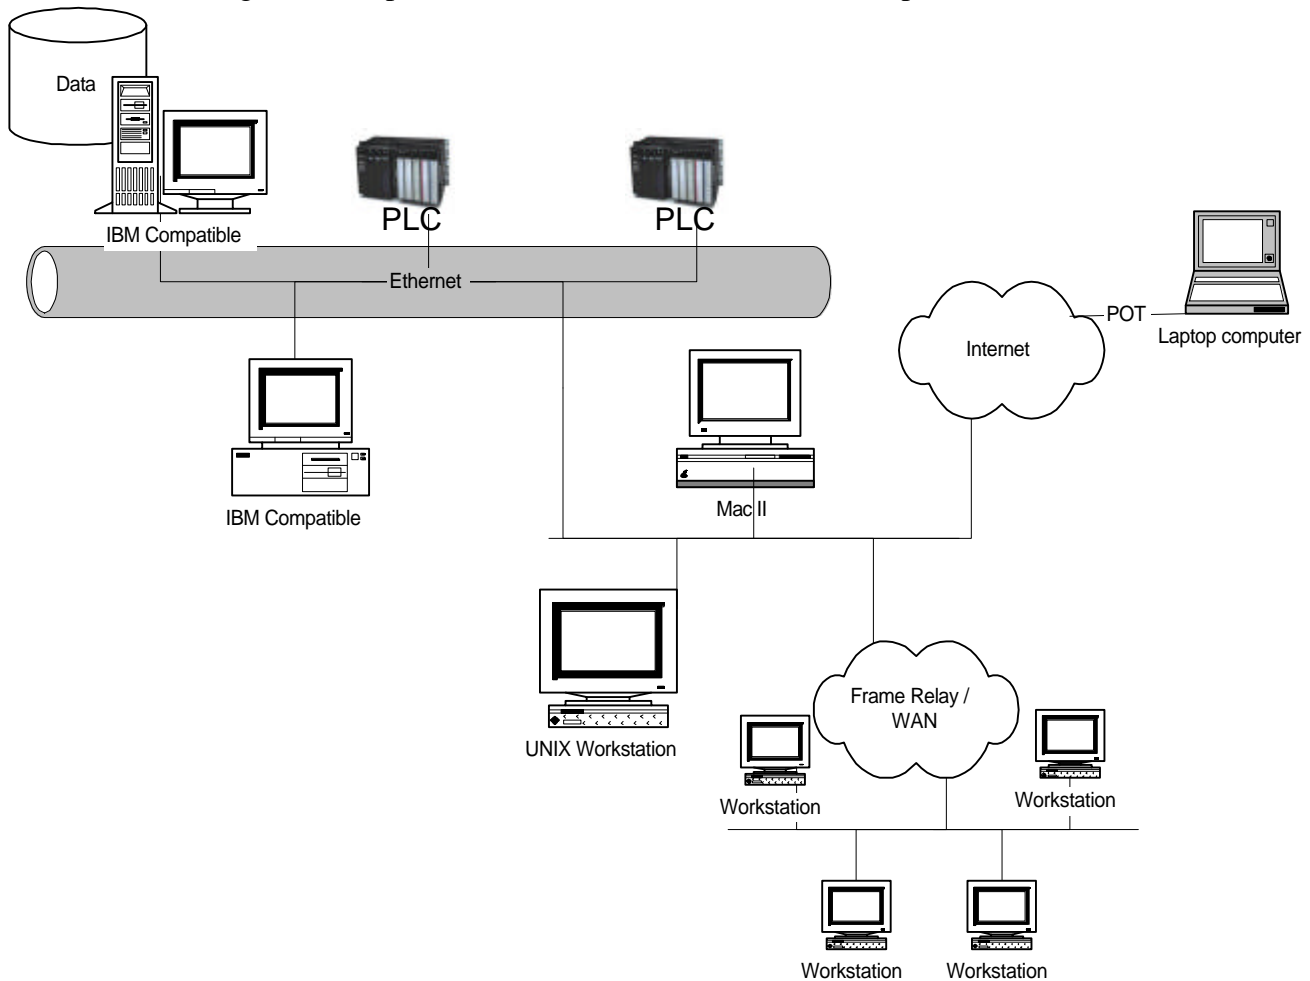 Data
IBM Compatible
PLC
PLC
Ethernet
POT
Laptop computer
Internet
IBM Compatible
Mac II
Frame Relay /
WAN
UNIX Workstation
Workstation
Workstation
Workstation
Workstation